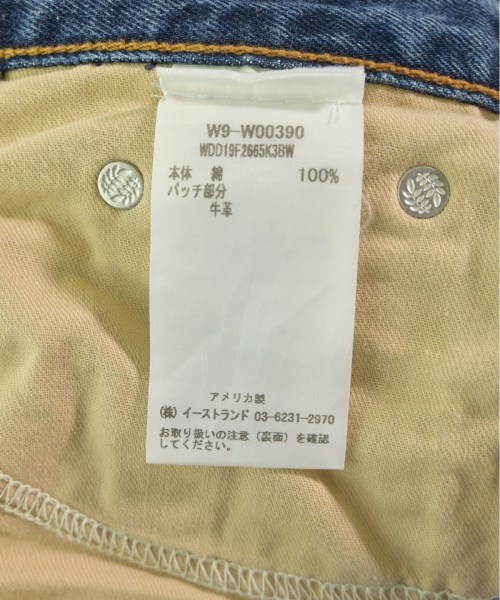 W9-W00390
WDD19F2665K3BW
本体 綿 100%
パッチ部分
牛革
アメリカ製
(株) イーストランド 03-6231-2970
お取り扱いの注意 (裏面) を確認
してください。